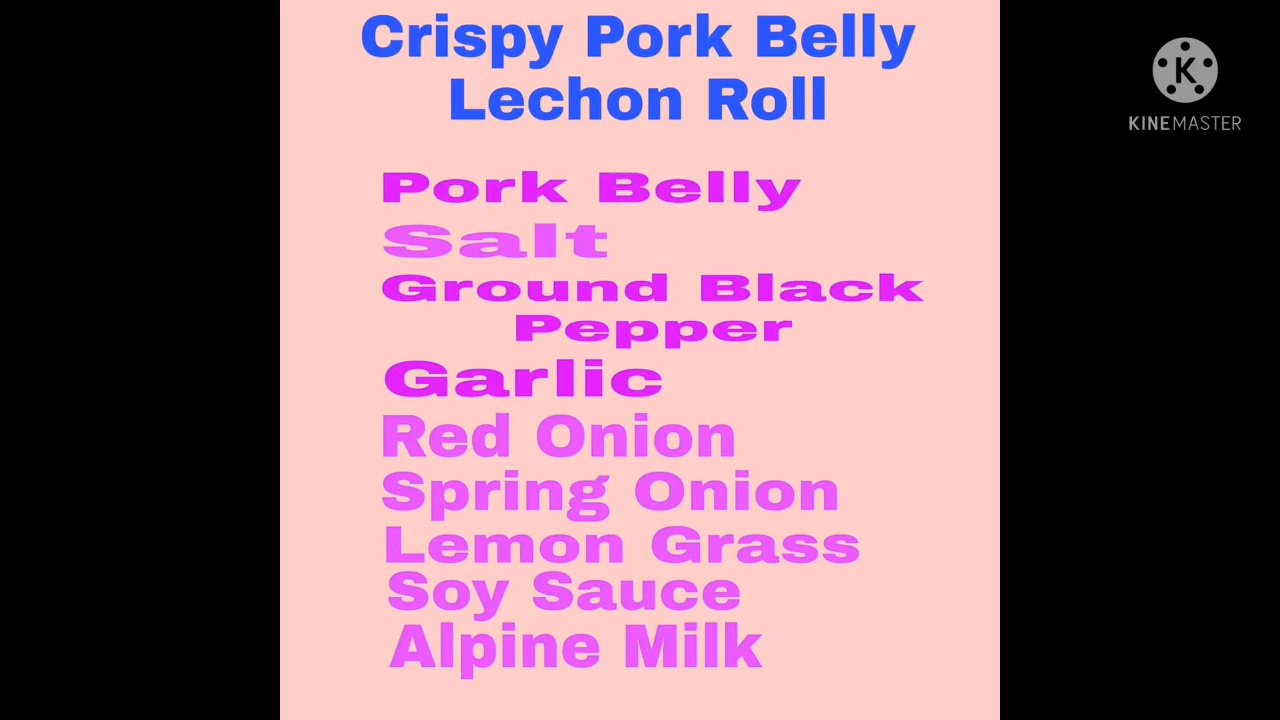 Crispy Pork Belly
Lechon Roll
K
KINEMASTER
Pork Belly
Salt
Ground Black
Pepper
Garlic
Red Onion
Spring Onion
Lemon Grass
Soy Sauce
Alpine Milk